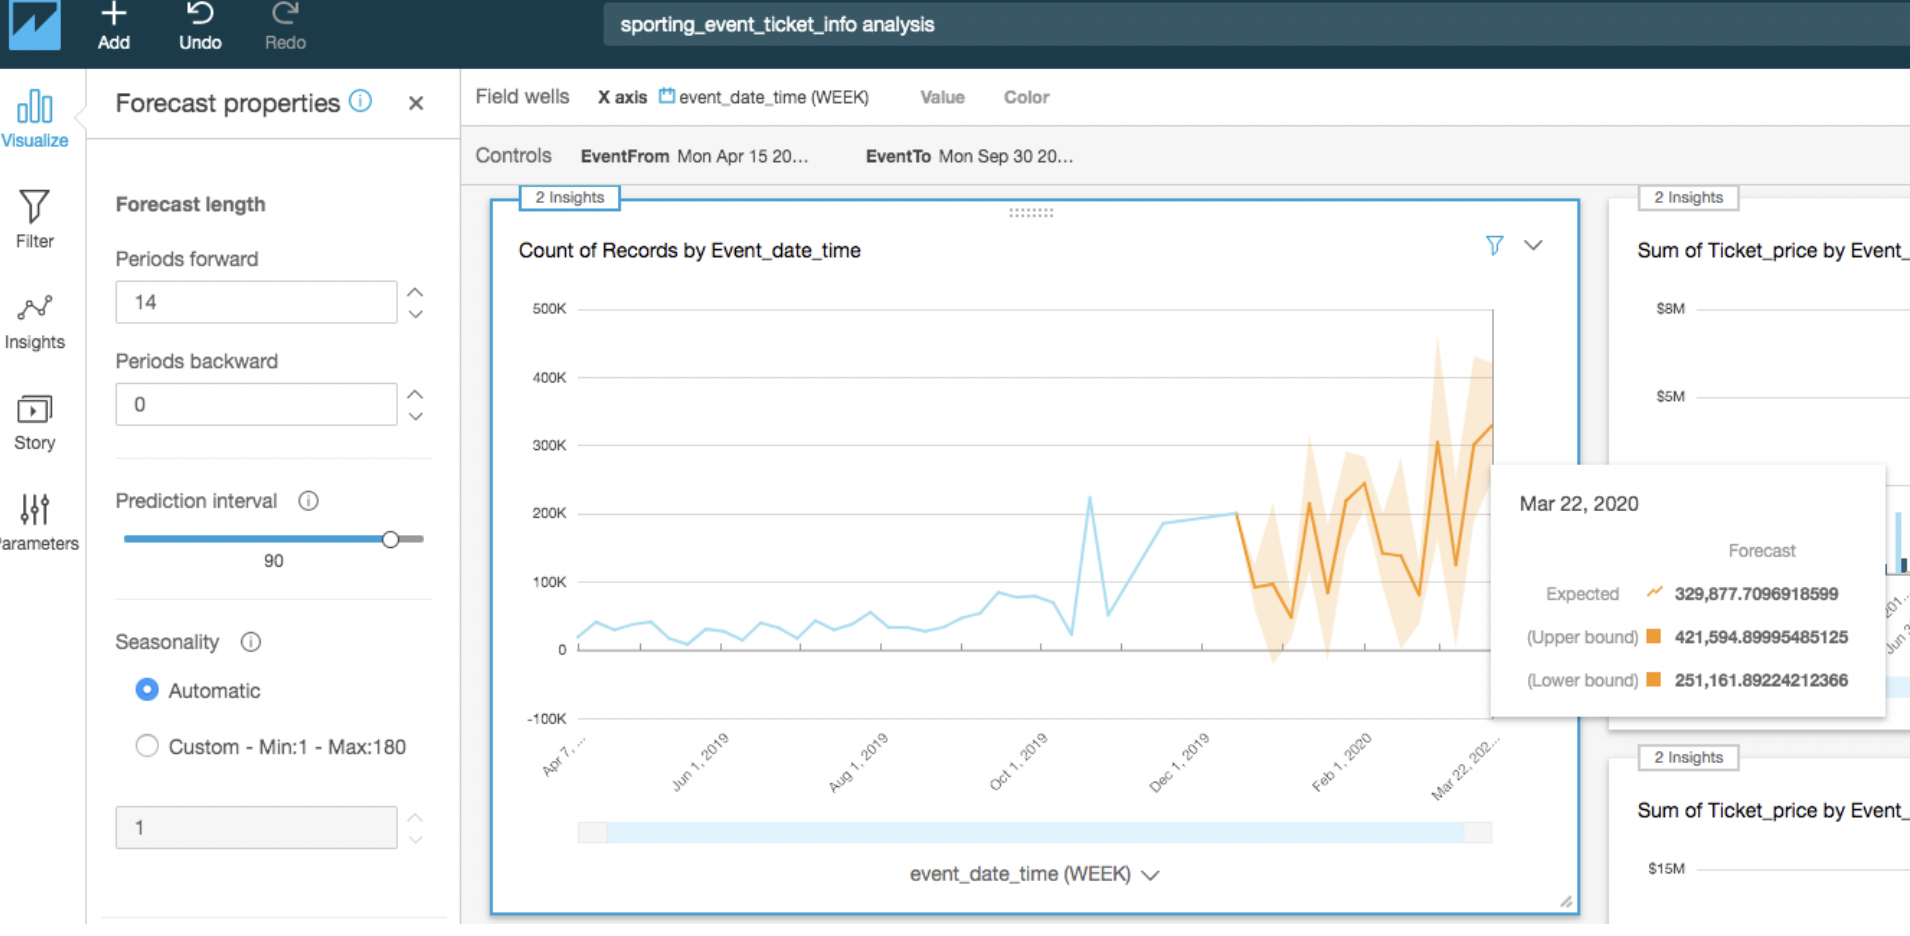 Add
Undo
Redo
sporting_event_ticket_info analysis
Visualize
Filter
Insights
Story
arameters
Forecast properties
Forecast length
Periods forward
14
Periods backward
0
Prediction interval
90
Seasonality
Automatic
Custom - Min:1 - Max:180
1
Field wells X axis event_date_time (WEEK) Value Color
Controls EventFrom Mon Apr 15 20... EventTo Mon Sep 30 20...
2 Insights
Count of Records by Event_date_time
500K
400K
300K
200K
100K
0
-100K
Apr 7, ...
Jun 1, 2019
Aug 1, 2019
Oct 1, 2019
Dec 1, 2019
Feb 1, 2020
Mar 22, 202...
event_date_time (WEEK)
Mar 22, 2020
Forecast
Expected 329,877.7096918599
(Upper bound) 421,594.89995485125
(Lower bound) 251,161.89224212366
2 Insights
Sum of Ticket_price by Event_
$8M
$5M
201...
Jun 3
2 Insights
Sum of Ticket_price by Event_
$15M